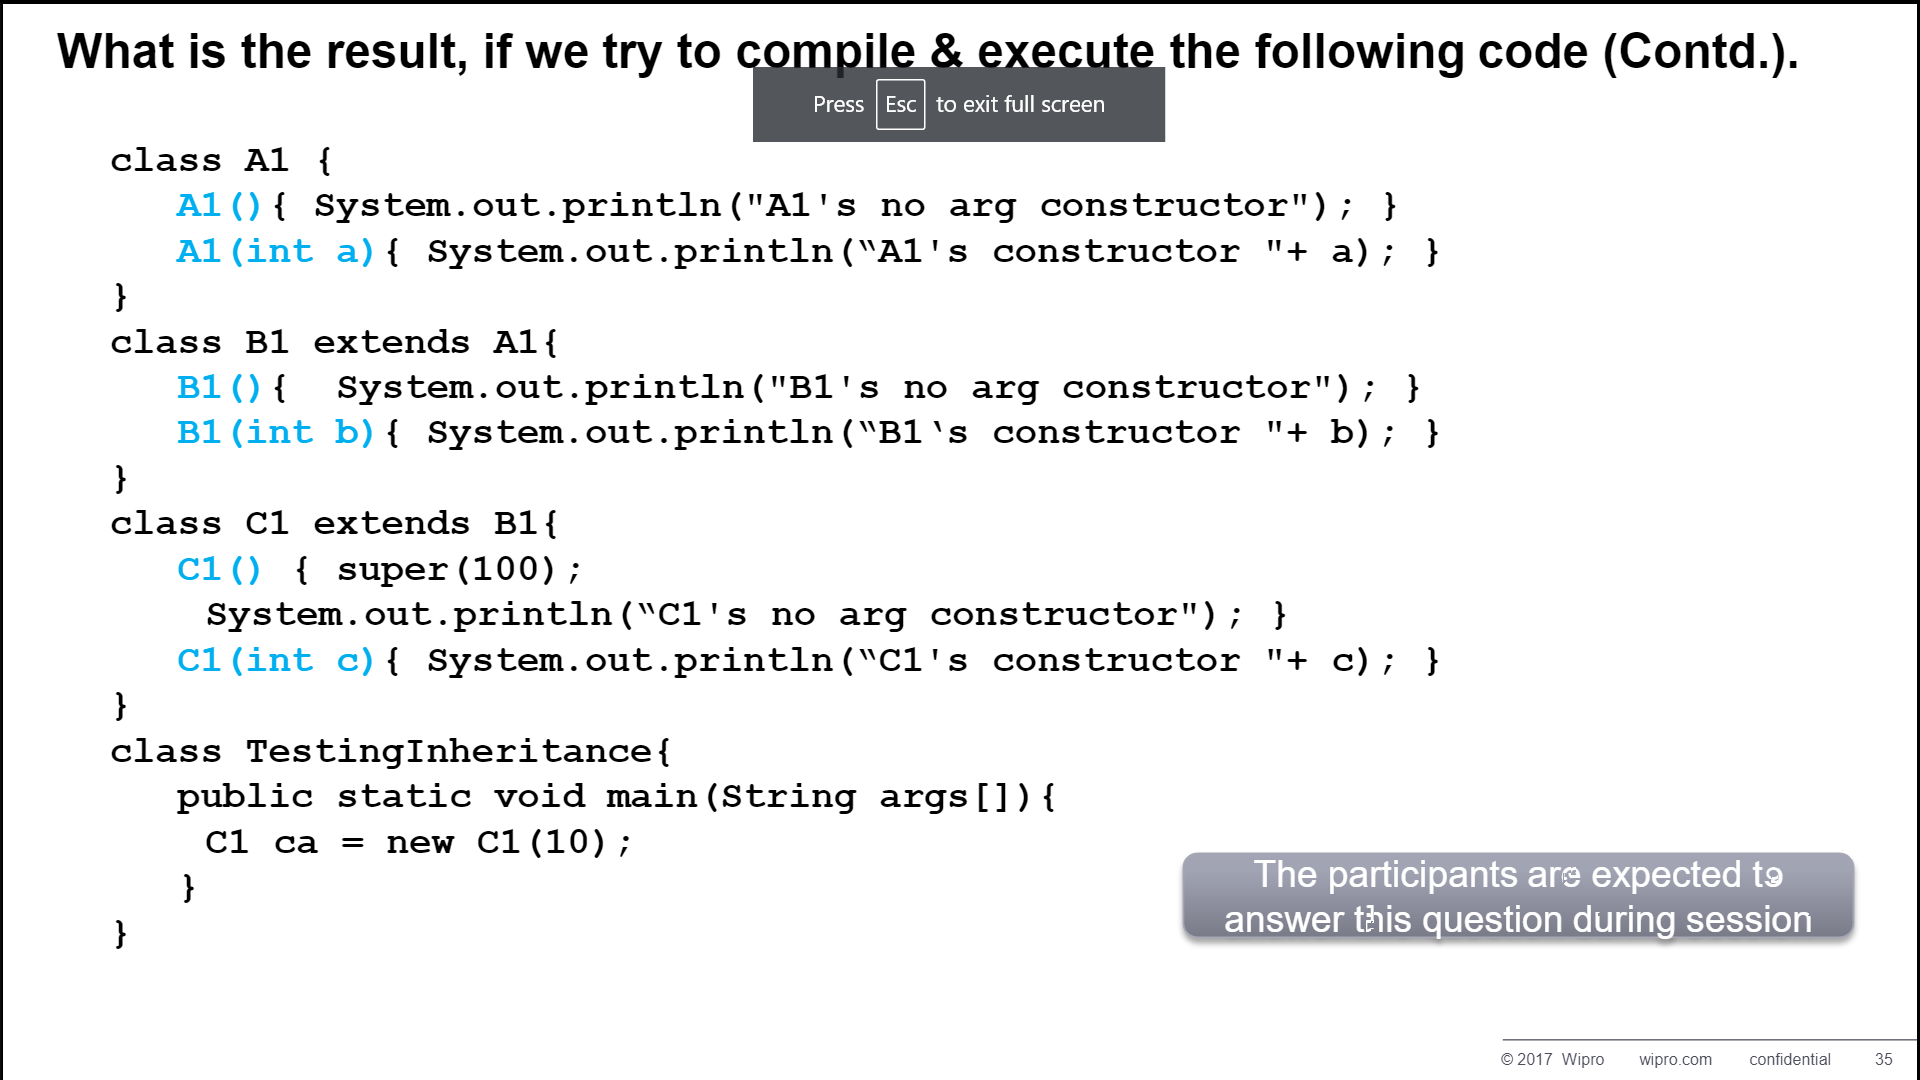 What is the result, if we try to compile & execute the following code (Contd.).
Press Esc to exit full screen
class A1 {
A1(){ System.out.println("A1's no arg constructor"); }
A1(int a){ System.out.println(“A1's constructor "+ a); }
}
class B1 extends A1{
B1(){  System.out.println("B1's no arg constructor"); }
B1(int b){ System.out.println(“B1‘s constructor "+ b); }
}
class C1 extends B1{
C1() { super(100);
System.out.println(“C1's no arg constructor"); }
C1(int c){ System.out.println(“C1's constructor "+ c); }
}
class TestingInheritance{
public static void main(String args[]){
C1 ca = new C1(10);
}
}
The participants are expected to
answer this question during session
© 2017 Wipro wipro.com confidential 35